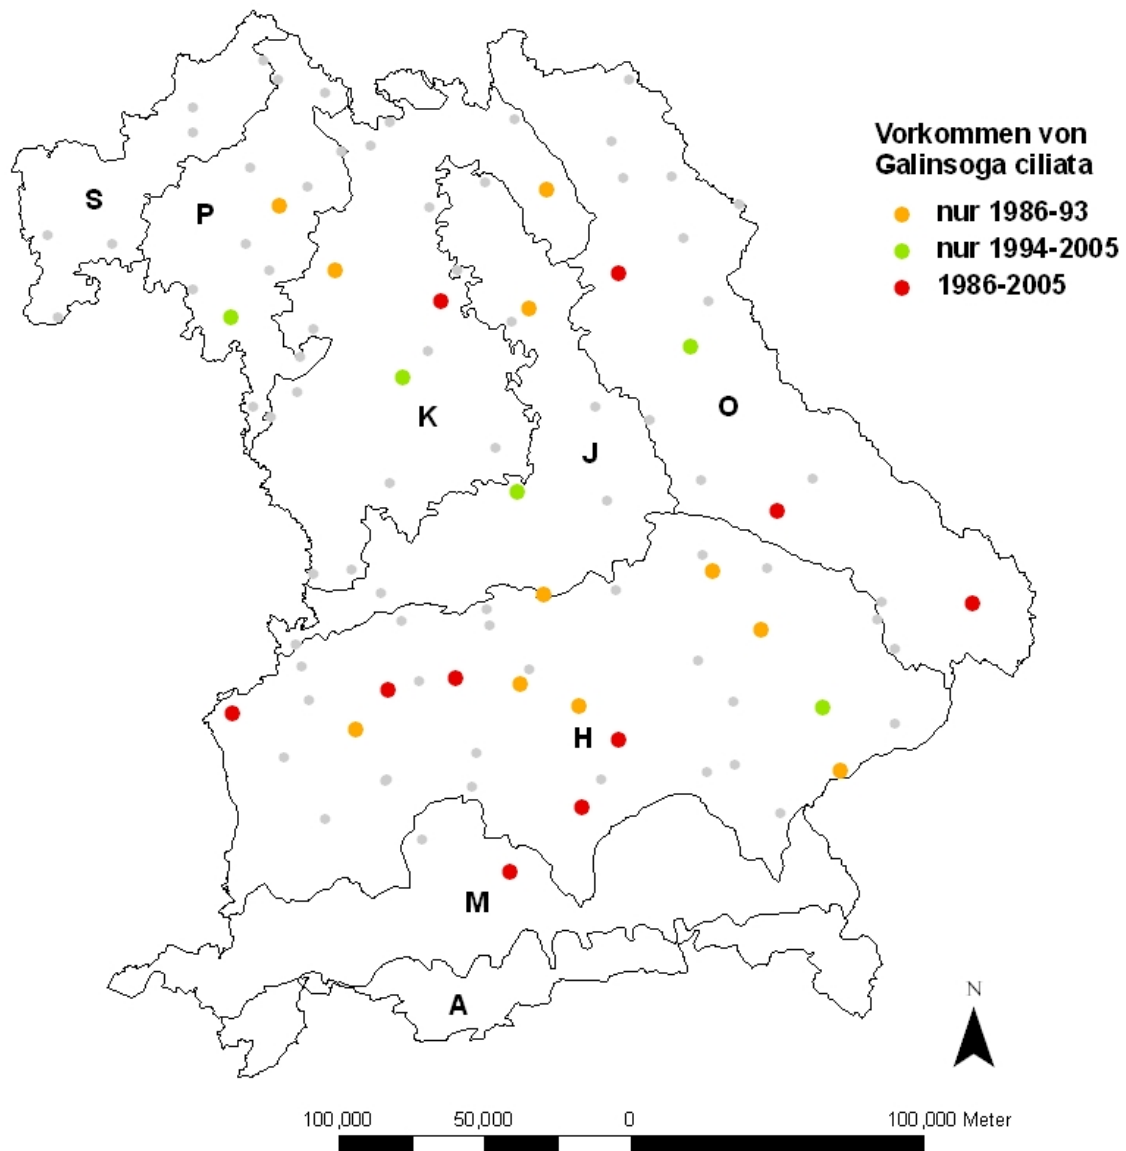 Vorkommen von
Galinsoga ciliata
nur 1986-93
nur 1994-2005
1986-2005
S
P
K
O
J
H
M
A
N
100,000 50,000 0 100,000 Meter